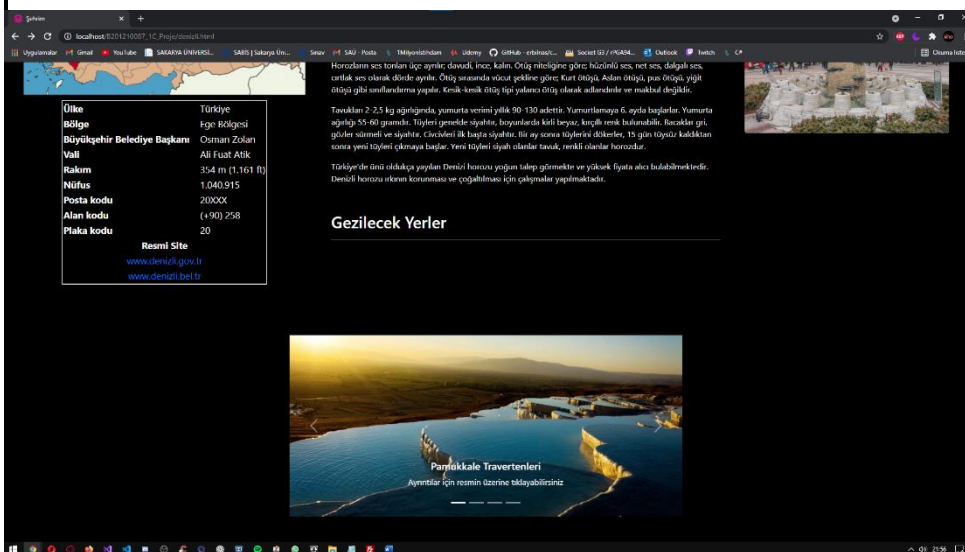 Şehrim
localhost/B201210087_1C_Proje/denizli.html
Uygulamalar Gmail YouTube SAKARYA ÜNİVERSİ... SABİS | Sakarya Ün... Sınav SAÜ - Posta TMilyonistihdam Udemy GitHub - erbilnas/c... Outlook Twitch C# Okuma liste
Horozların ses tonları üçe ayrılır; davudi, ince, kalın. Ötüş niteliğine göre; hüzünlü ses, net ses, dalgalı ses,
ortlak ses olarak dörde ayrılır. Ötüş sırasında vücut şekline göre; Kurt ötüşü, Aslan ötüşü, pus ötüşü, yiğit
ötüşü gibi sınıflandırma yapılır. Kesik-kesik ötüş tipi yalancı ötüş olarak adlandırılır ve makbul değildir.
Tavukları 2-2,5 kg ağırlığında, yumurta verimi yıllık 90-130 adettir. Yumurtlamaya 6. ayda başlarlar. Yumurta
ağırlığı 55-60 gramdır. Tüyleri genelde siyahtır, boyunlarda kirli beyaz, kırçıllı renk bulunabilir. Bacaklar gri,
gözler sürmeli ve siyahtır. Civcivleri ilk başta siyahtır. Bir ay sonra tüylerini dökerler, 15 gün tüysüz kaldıktan
sonra yeni tüyleri çıkmaya başlar. Yeni tüyleri siyah olanlar tavuk, renkli olanlar horozdur.
Türkiye'de ünü oldukça yayılan Denizi horozu yoğun talep görmekte ve yüksek fiyata alıcı bulabilmektedir.
Denizli horozu ırkının korunması ve çoğaltılması için çalışmalar yapılmaktadır.
Ülke Türkiye
Bölge Ege Bölgesi
Büyükşehir Belediye Başkanı Osman Zolan
Vali Ali Fuat Atik
Rakım 354 m (1.161 ft)
Nüfus 1.040.915
Posta kodu 20XXX
Alan kodu (+90) 258
Plaka kodu 20
Resmi Site
www.denizli.gov.tr
www.denizli.bel.tr
Gezilecek Yerler
Pamukkale Travertenleri
Ayrıntılar için resmin üzerine tıklayabilirsiniz
21:56